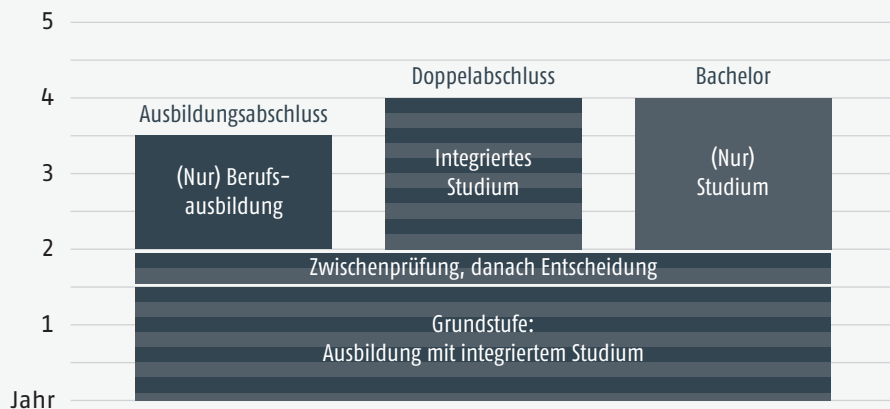 5
Doppelabschluss
Bachelor
4
Ausbildungsabschluss
Integriertes
Studium
(Nur)
Studium
3
(Nur) Berufs-
ausbildung
2
Zwischenprüfung, danach Entscheidung
1
Grundstufe:
Ausbildung mit integriertem Studium
Jahr